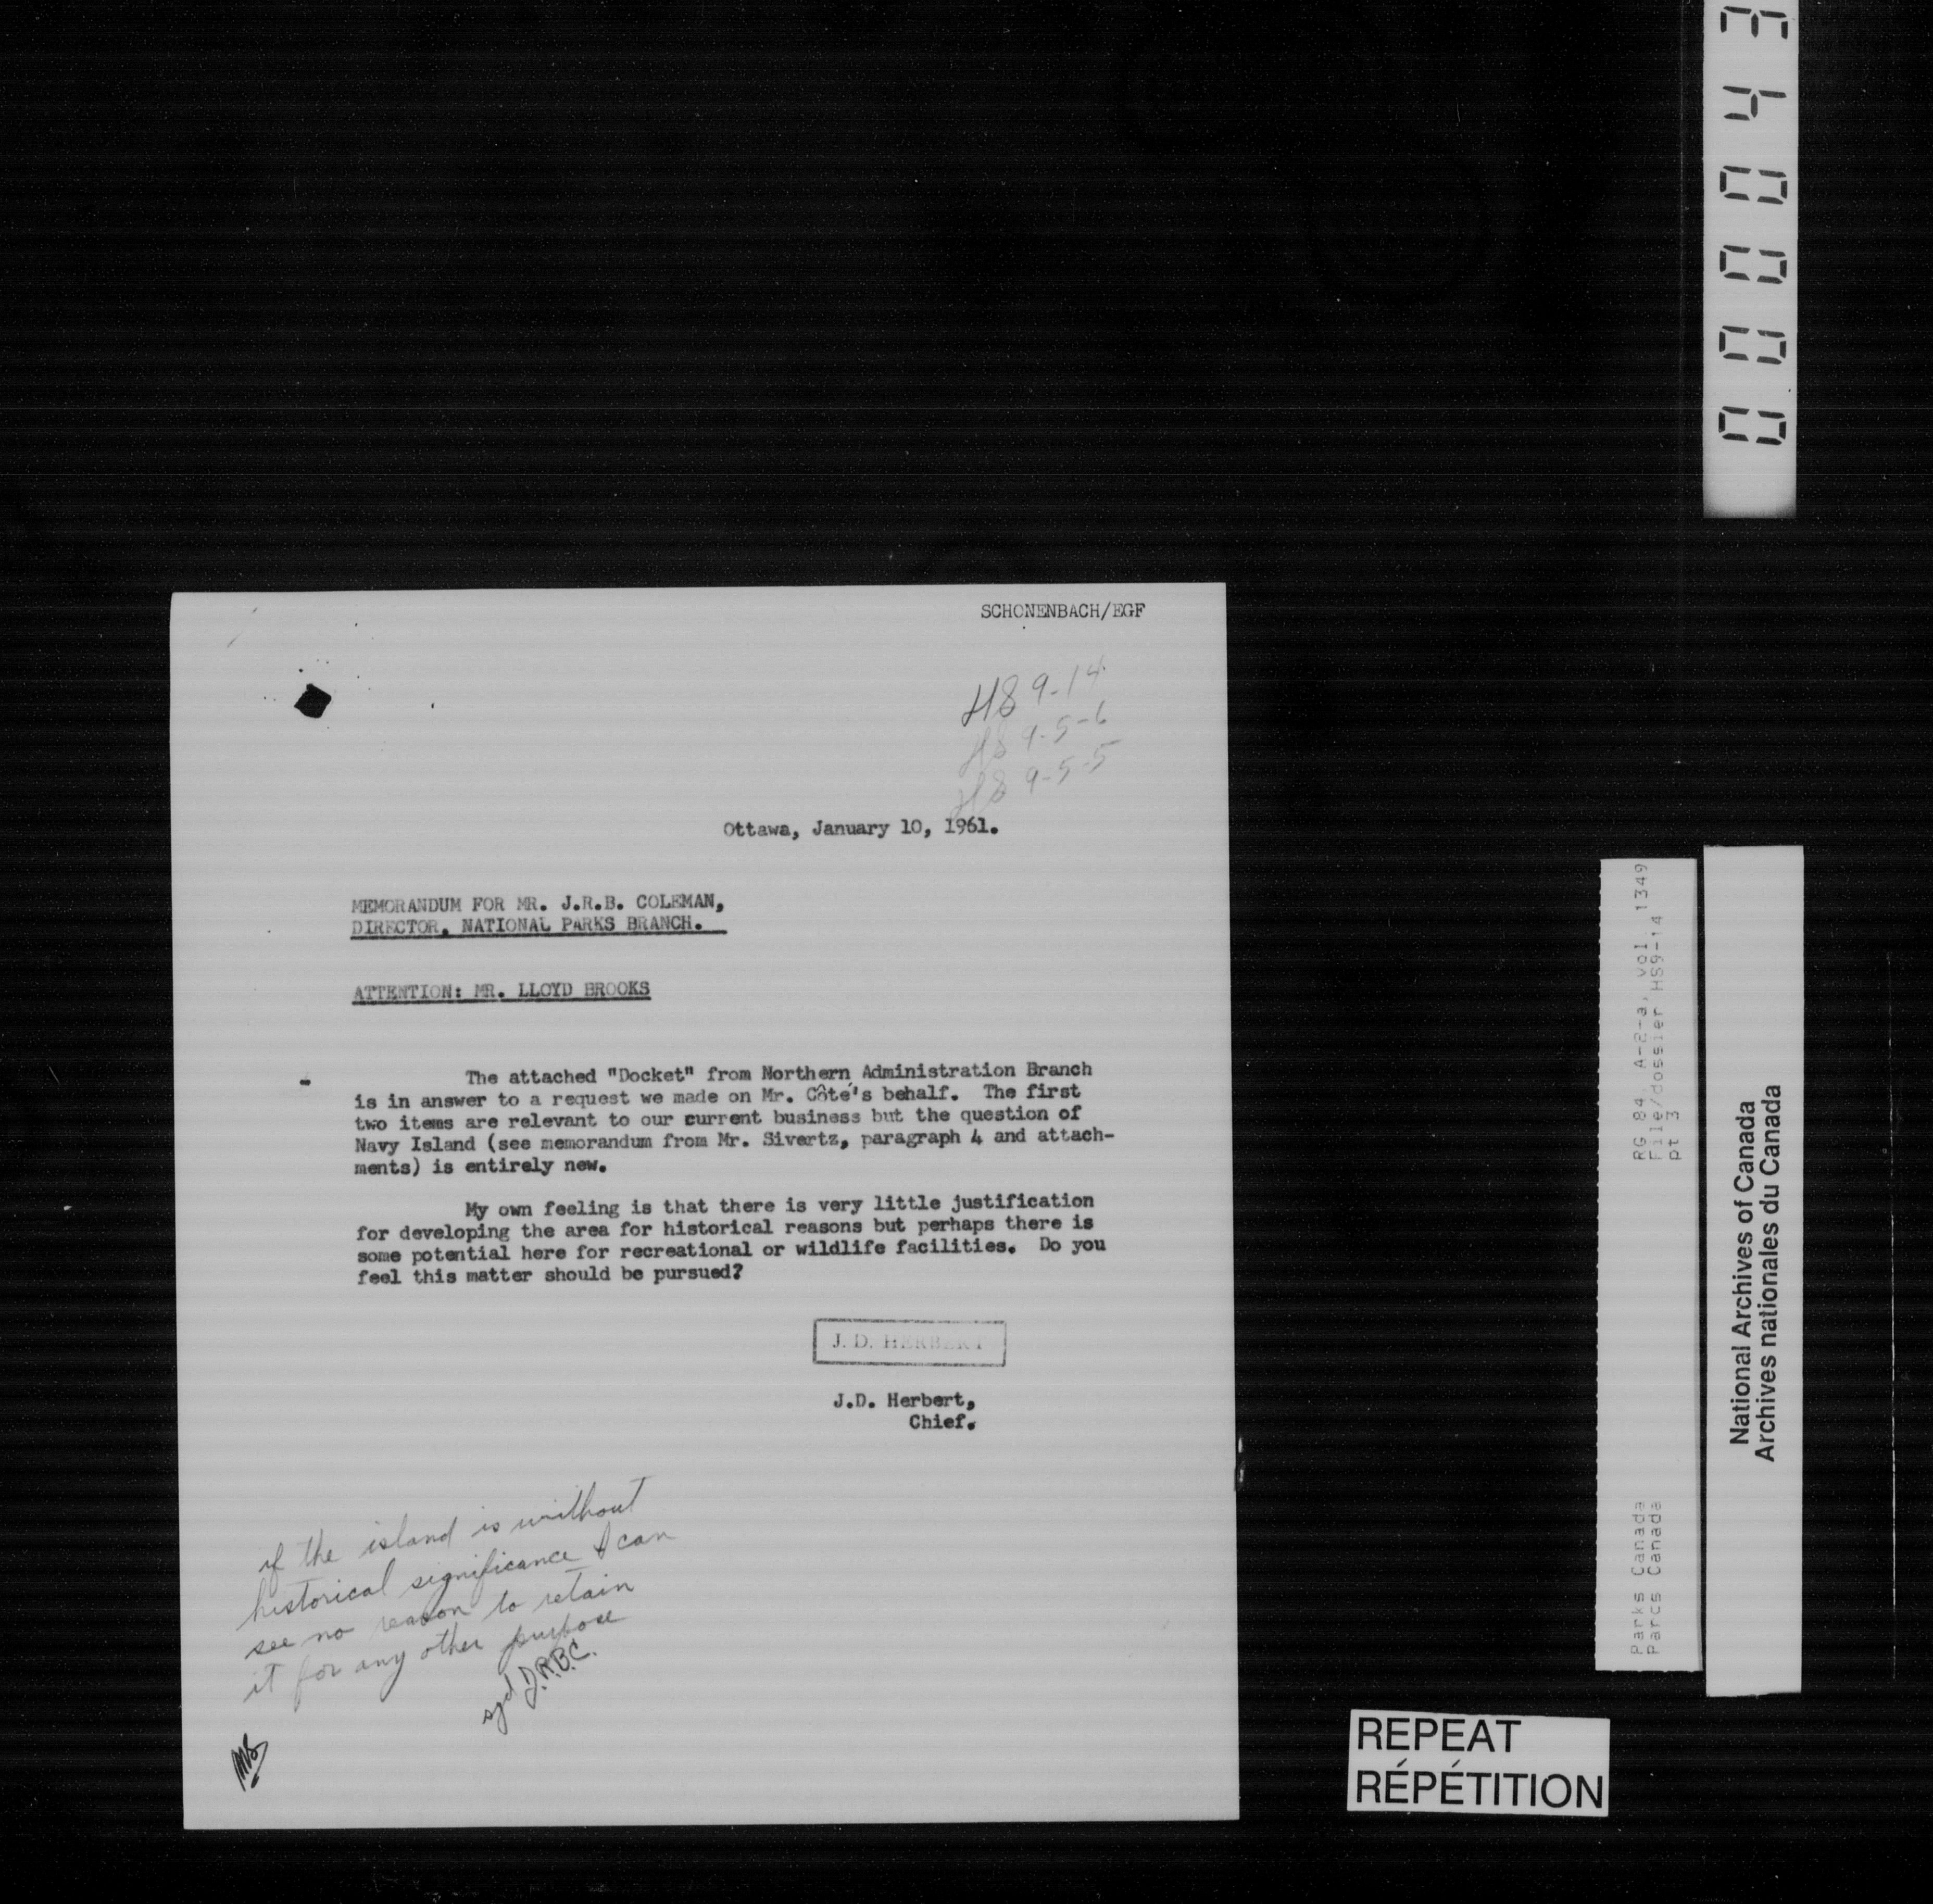 SCHONENBACH/EGF
HS 9-14
HS 9-5-6
HS 9-5-5
Ottawa, January 10, 1961.
MEMORANDUM FOR MR. J.R.B. COLEMAN,
DIRECTOR, NATIONAL PARKS BRANCH.
ATTENTION: MR. LLOYD BROOKS
The attached "Docket" from Northern Administration Branch
is in answer to a request we made on Mr. Côté's behalf. The first
two items are relevant to our current business but the question of
Navy Island (see memorandum from Mr. Sivertz, paragraph 4 and attach-
ments) is entirely new.
My own feeling is that there is very little justification
for developing the area for historical reasons but perhaps there is
some potential here for recreational or wildlife facilities. Do you
feel this matter should be pursued?
J. D. HERBERT
J.D. Herbert,
Chief.
if the island is without
historical significance I can
see no reason to retain
it for any other purpose
sgd J.R.B.C.
RG 84, A-2-a, vol. 1349
File/dossier HS9-14
pt 3
Parks Canada
Parcs Canada
National Archives of Canada
Archives nationales du Canada
REPEAT
RÉPÉTITION